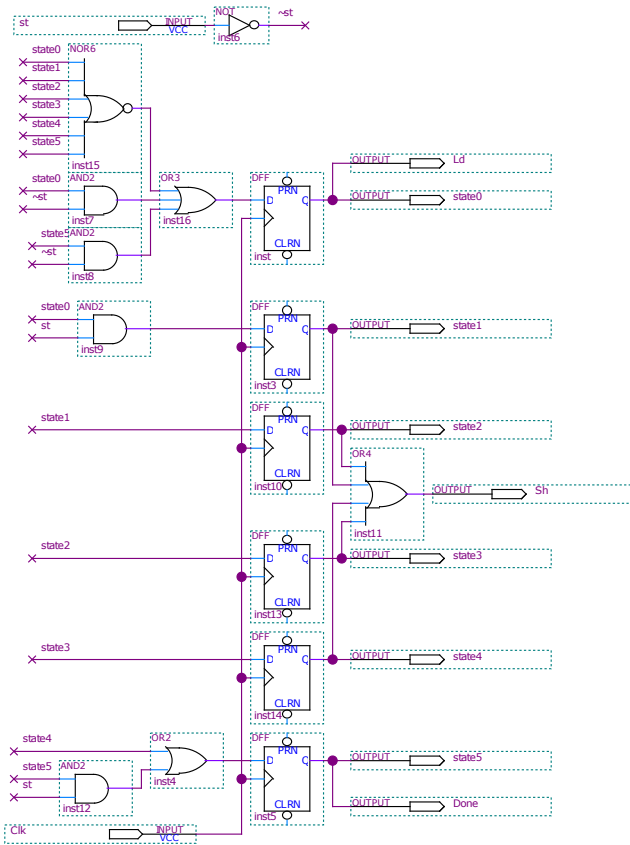 st INPUT VCC NOT inst6 ~st
state0 NOR6
state1
state2
state3
state4
state5
inst15
state0 AND2 OR3 DFF PRN OUTPUT Ld
~st inst7 inst16 D Q OUTPUT state0
state5 AND2
~st inst8 CLRN inst
state0 AND2 DFF PRN OUTPUT state1
st inst9 D Q
CLRN inst3
state1 DFF PRN OUTPUT state2
D Q OR4
CLRN inst10 OUTPUT Sh
inst11
state2 DFF PRN OUTPUT state3
D Q
CLRN inst13
state3 DFF PRN OUTPUT state4
D Q
CLRN inst14
state4 OR2 DFF PRN OUTPUT state5
state5 AND2 inst4 D Q
st inst12 CLRN OUTPUT Done
inst5
Clk INPUT VCC